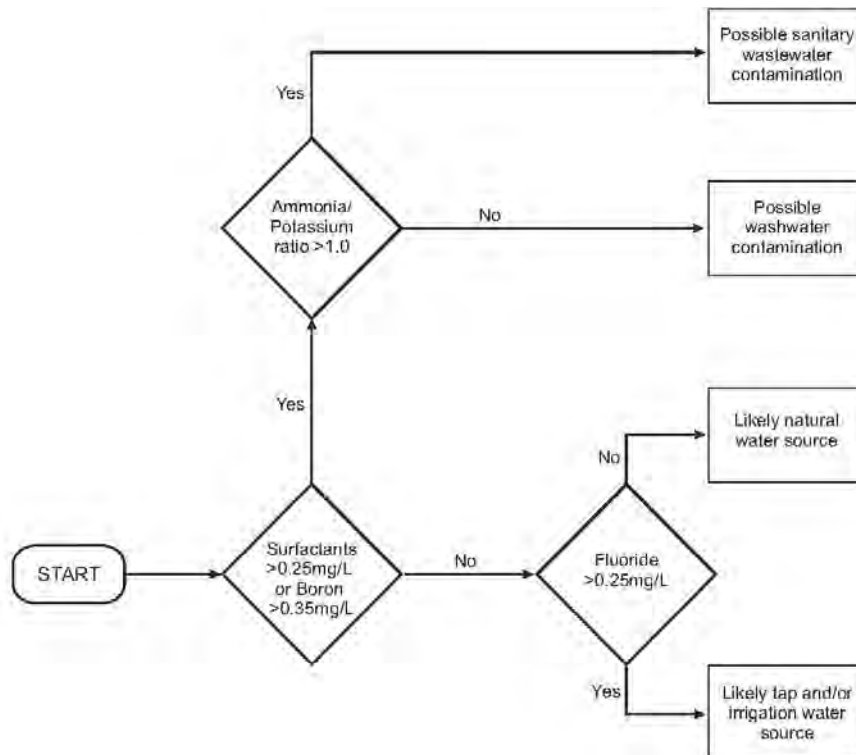 Possible sanitary
wastewater
contamination
Yes
Ammonia/
Potassium
ratio >1.0
No
Possible
washwater
contamination
Yes
Likely natural
water source
No
START
Surfactants
>0.25mg/L
or Boron
>0.35mg/L
No
Fluoride
>0.25mg/L
Yes
Likely tap and/or
irrigation water
source